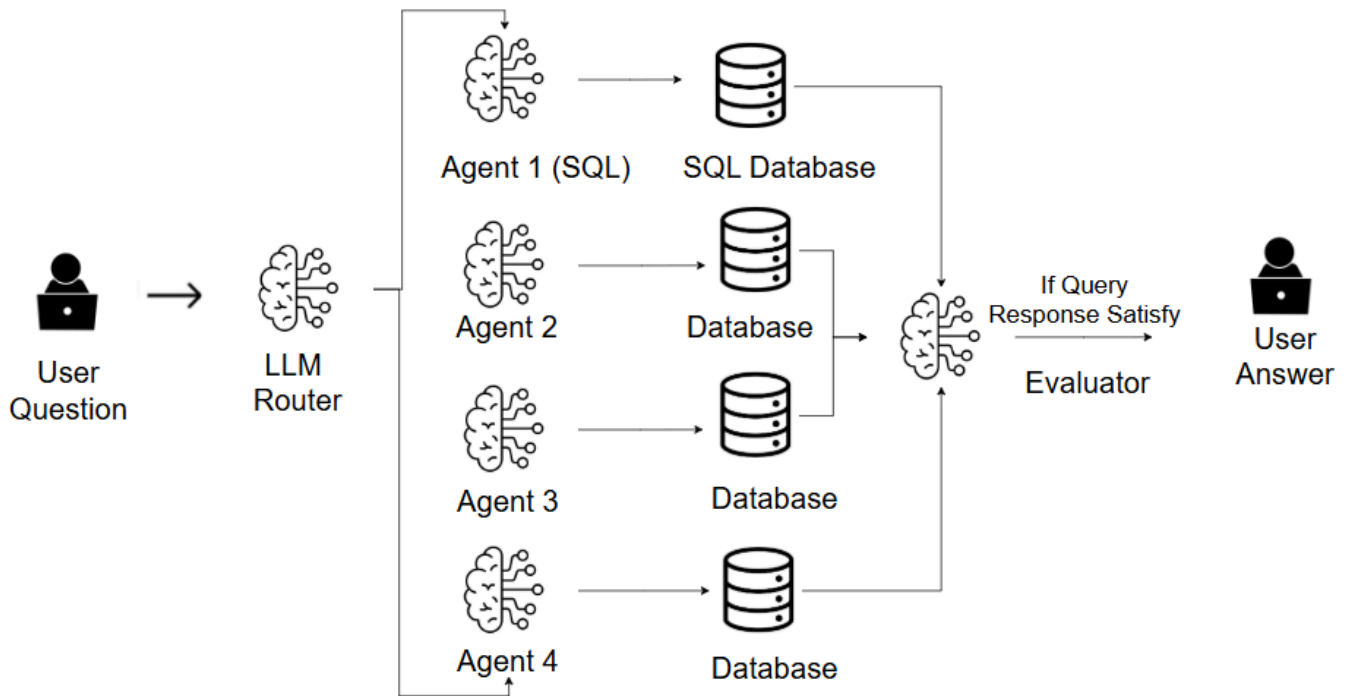 Agent 1 (SQL)
SQL Database
User
Question
LLM
Router
Agent 2
Database
Agent 3
Database
Agent 4
Database
If Query
Response Satisfy
Evaluator
User
Answer